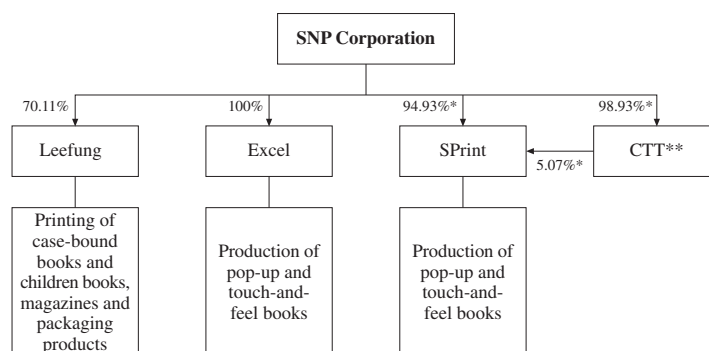 SNP Corporation
70.11%
100%
94.93%*
98.93%*
Leefung
Excel
SPrint
5.07%*
CTT**
Printing of
case-bound
books and
children books,
magazines and
packaging
products
Production of
pop-up and
touch-and-
feel books
Production of
pop-up and
touch-and-
feel books